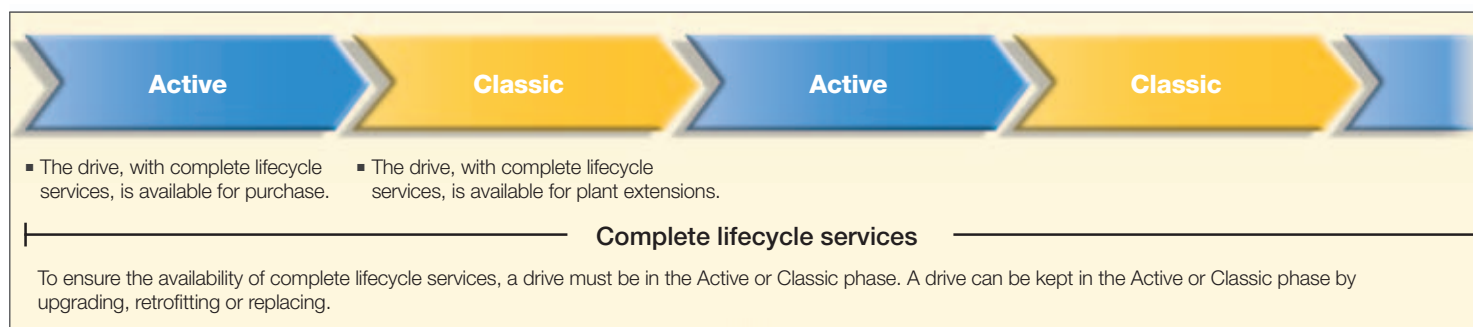 Active
Classic
Active
Classic
■ The drive, with complete lifecycle
services, is available for purchase.
■ The drive, with complete lifecycle
services, is available for plant extensions.
Complete lifecycle services
To ensure the availability of complete lifecycle services, a drive must be in the Active or Classic phase. A drive can be kept in the Active or Classic phase by
upgrading, retrofitting or replacing.